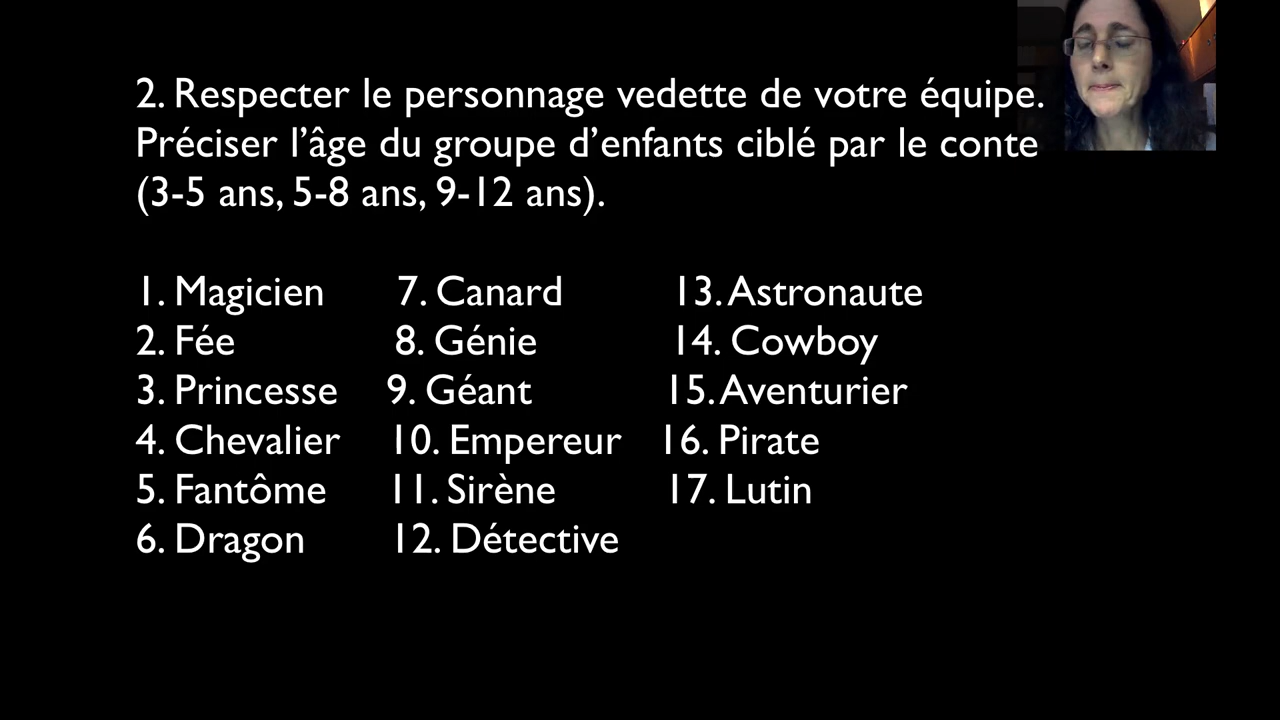 2. Respecter le personnage vedette de votre équipe.
Préciser l’âge du groupe d’enfants ciblé par le conte
(3-5 ans, 5-8 ans, 9-12 ans).
1. Magicien 7. Canard 13. Astronaute
2. Fée 8. Génie 14. Cowboy
3. Princesse 9. Géant 15. Aventurier
4. Chevalier 10. Empereur 16. Pirate
5. Fantôme 11. Sirène 17. Lutin
6. Dragon 12. Détective